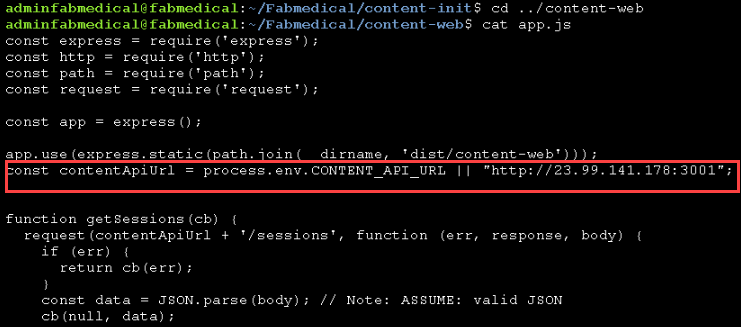 adminfabmedical@fabmedical:~/Fabmedical/content-init$ cd ../content-web
adminfabmedical@fabmedical:~/Fabmedical/content-web$ cat app.js
const express = require('express');
const http = require('http');
const path = require('path');
const request = require('request');

const app = express();

app.use(express.static(path.join(__dirname, 'dist/content-web')));
const contentApiUrl = process.env.CONTENT_API_URL || "http://23.99.141.178:3001";

function getSessions(cb) {
  request(contentApiUrl + '/sessions', function (err, response, body) {
    if (err) {
      return cb(err);
    }
    const data = JSON.parse(body); // Note: ASSUME: valid JSON
    cb(null, data);